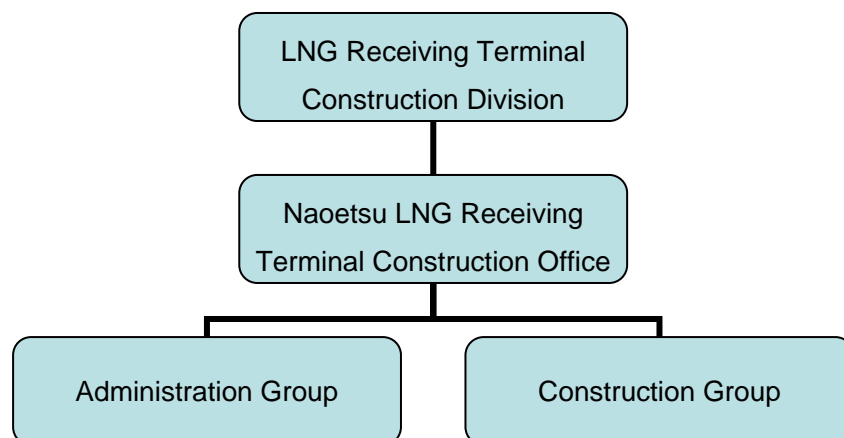 LNG Receiving Terminal
Construction Division
Naoetsu LNG Receiving
Terminal Construction Office
Administration Group
Construction Group